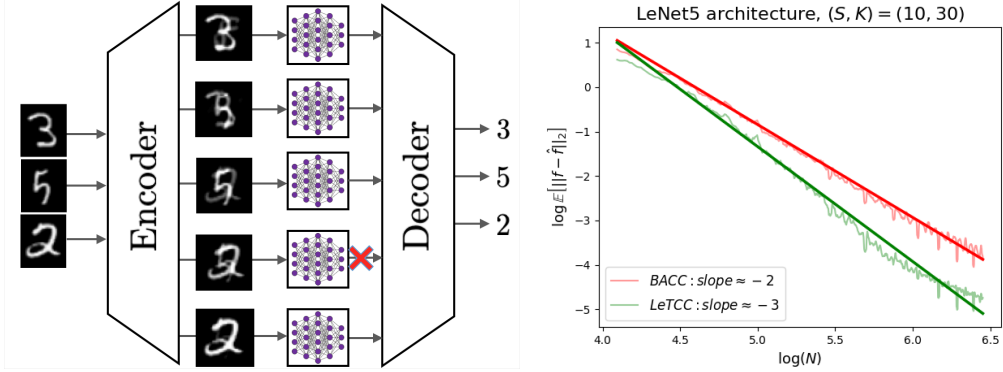 3
5
2
Encoder
Decoder
3
5
2
LeNet5 architecture, (S, K) = (10, 30)
log 𝔼[||f − f̂||₂]
1
0
−1
−2
−3
−4
−5
BACC : slope ≈ − 2
LeTCC : slope ≈ − 3
4.0 4.5 5.0 5.5 6.0 6.5
log(N)